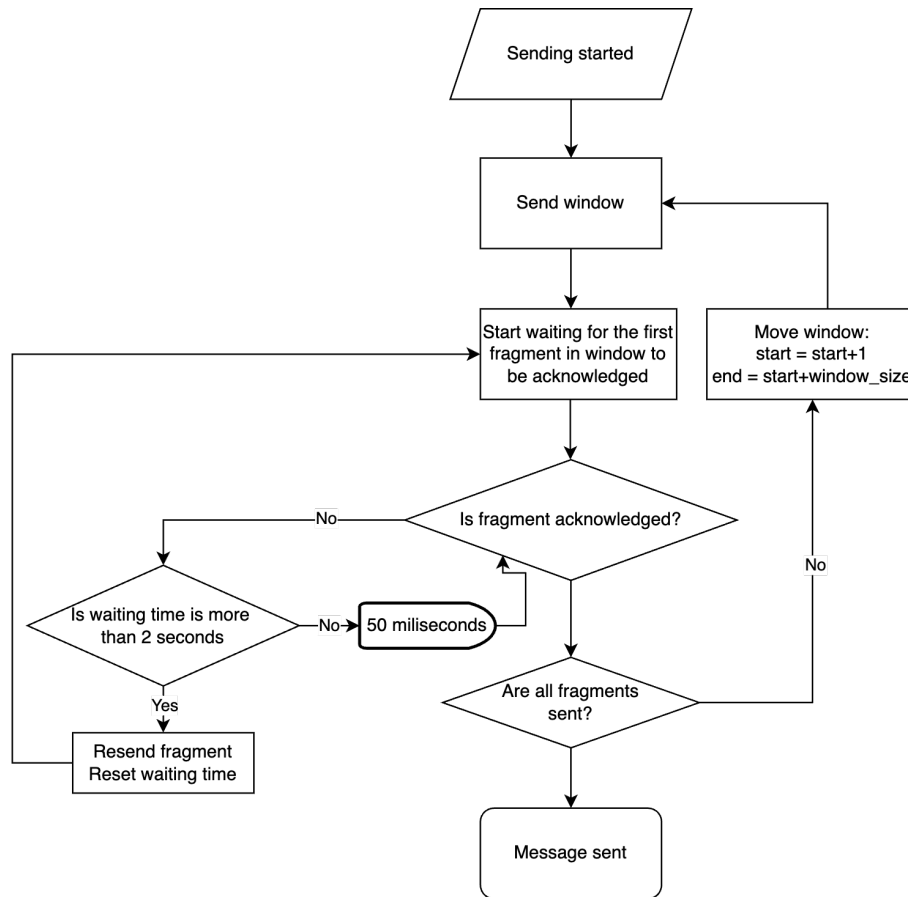 Sending started
Send window
Start waiting for the first
fragment in window to
be acknowledged
Move window:
start = start+1
end = start+window_size
Is fragment acknowledged?
No
No
Is waiting time is more
than 2 seconds
No
50 miliseconds
Yes
Are all fragments
sent?
Resend fragment
Reset waiting time
Message sent